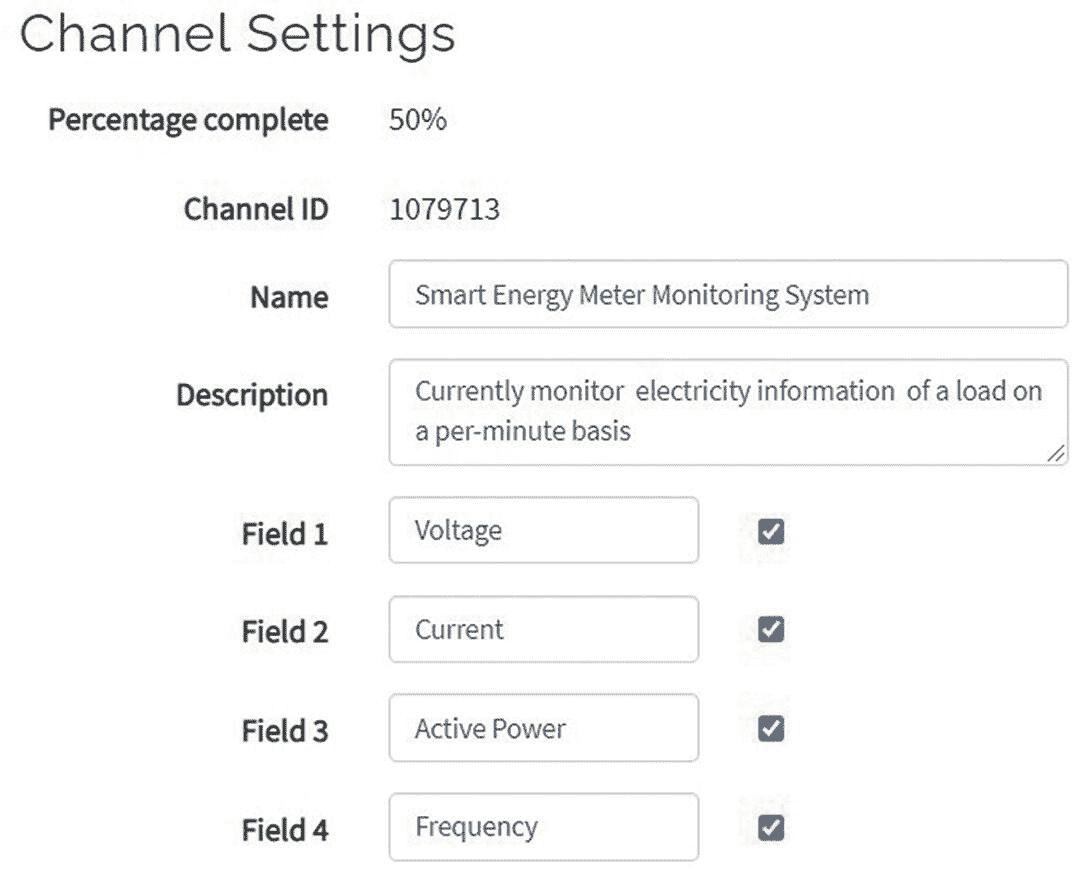 Channel Settings
Percentage complete 50%
Channel ID 1079713
Name Smart Energy Meter Monitoring System
Description Currently monitor electricity information of a load on
a per-minute basis
Field 1 Voltage
Field 2 Current
Field 3 Active Power
Field 4 Frequency